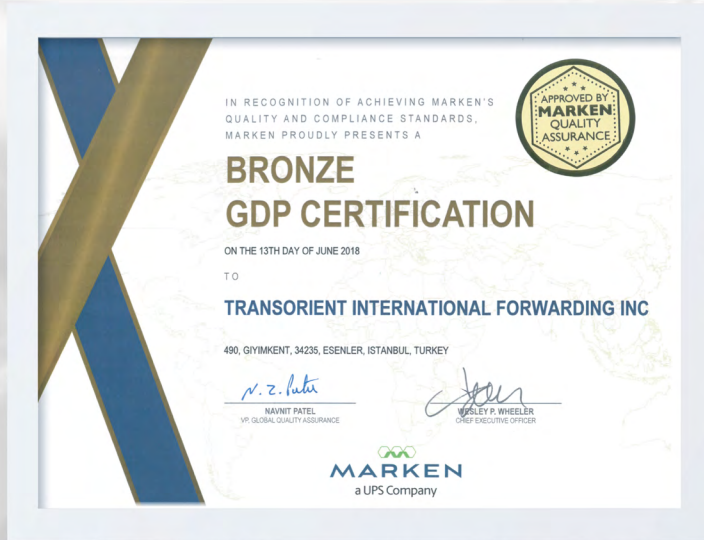 IN RECOGNITION OF ACHIEVING MARKEN'S
QUALITY AND COMPLIANCE STANDARDS,
MARKEN PROUDLY PRESENTS A
APPROVED BY
MARKEN
QUALITY
ASSURANCE
BRONZE
GDP CERTIFICATION
ON THE 13TH DAY OF JUNE 2018
TO
TRANSORIENT INTERNATIONAL FORWARDING INC
490, GIYIMKENT, 34235, ESENLER, ISTANBUL, TURKEY
N. Z. Patel
NAVNIT PATEL
VP, GLOBAL QUALITY ASSURANCE
WESLEY P. WHEELER
CHIEF EXECUTIVE OFFICER
MARKEN
a UPS Company